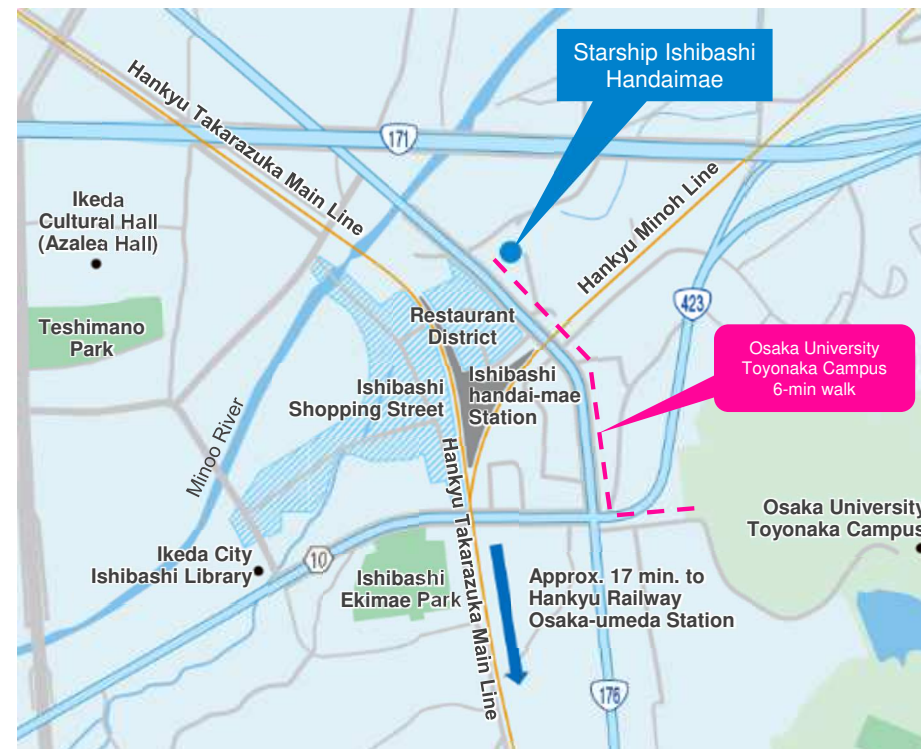 Starship Ishibashi
Handaimae
Hankyu Takarazuka Main Line
171
Ikeda
Cultural Hall
(Azalea Hall)
Hankyu Minoh Line
423
Teshimano
Park
Restaurant
District
Osaka University
Toyonaka Campus
6-min walk
Ishibashi
Shopping Street
Ishibashi
handai-mae
Station
Minoo River
Hankyu Takarazuka Main Line
Osaka University
Toyonaka Campus
Ikeda City
Ishibashi Library
10
Ishibashi
Ekimae Park
Approx. 17 min. to
Hankyu Railway
Osaka-umeda Station
176